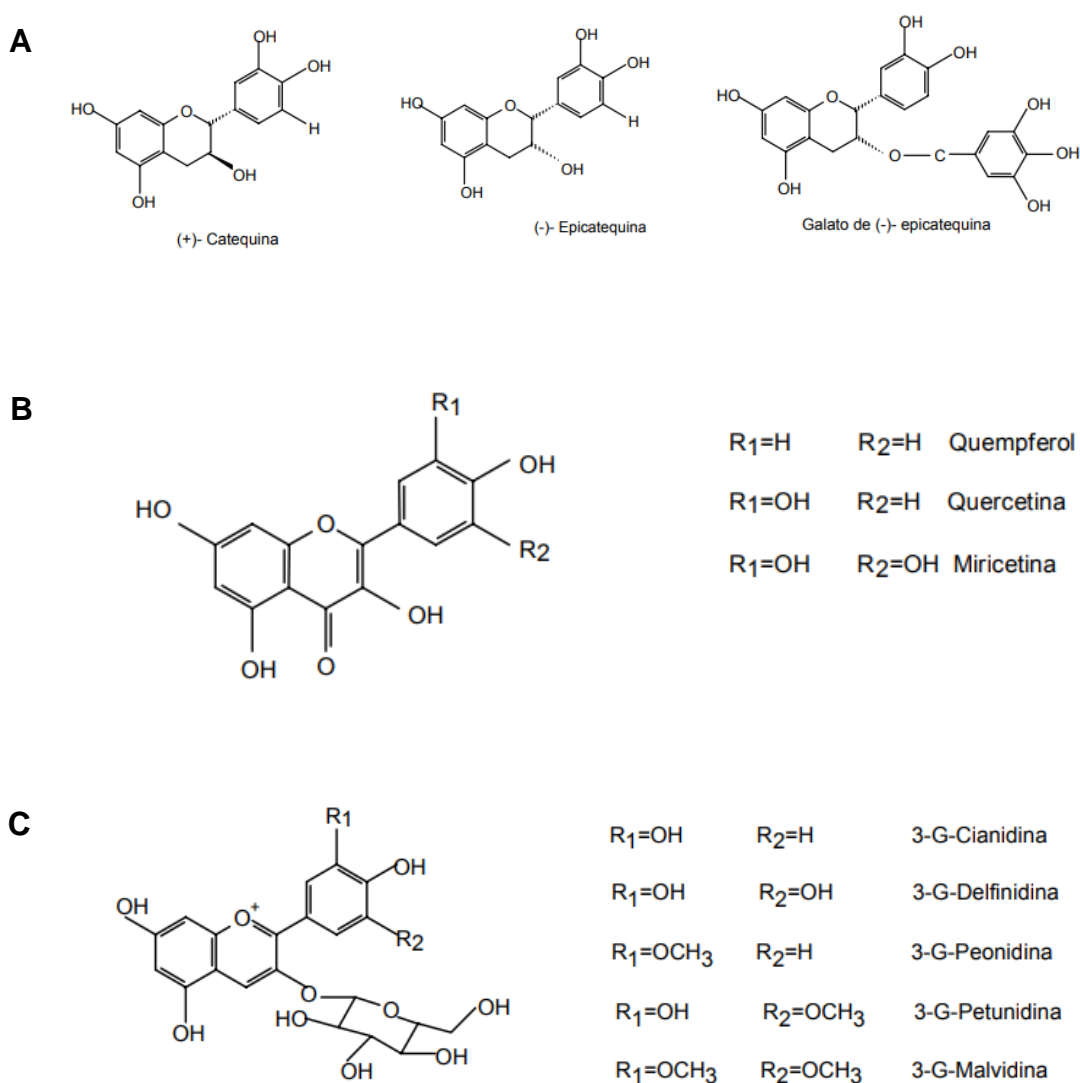 A
OH
OH
HO
O
H
OH
OH
(+)- Catequina
OH
OH
HO
O
H
OH
OH
(-)- Epicatequina
OH
OH
HO
O
O
C
OH
OH
OH
OH
Galato de (-)- epicatequina
B
R1
OH
HO
O
R2
OH
OH
O
R1=H R2=H Quempferol
R1=OH R2=H Quercetina
R1=OH R2=OH Miricetina
C
R1
OH
OH
O+
R2
O
OH
O
OH
HO
OH
OH
R1=OH R2=H 3-G-Cianidina
R1=OH R2=OH 3-G-Delfinidina
R1=OCH3 R2=H 3-G-Peonidina
R1=OH R2=OCH3 3-G-Petunidina
R1=OCH3 R2=OCH3 3-G-Malvidina